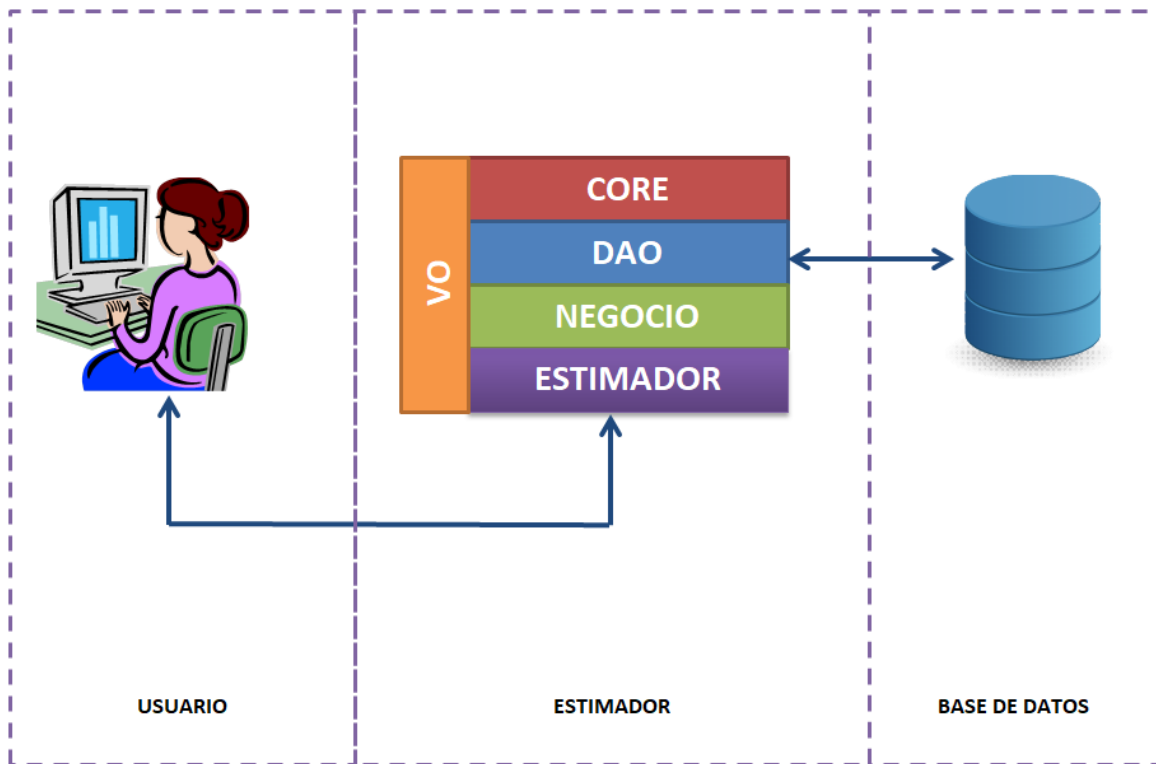 CORE
DAO
NEGOCIO
ESTIMADOR
VO
USUARIO
ESTIMADOR
BASE DE DATOS